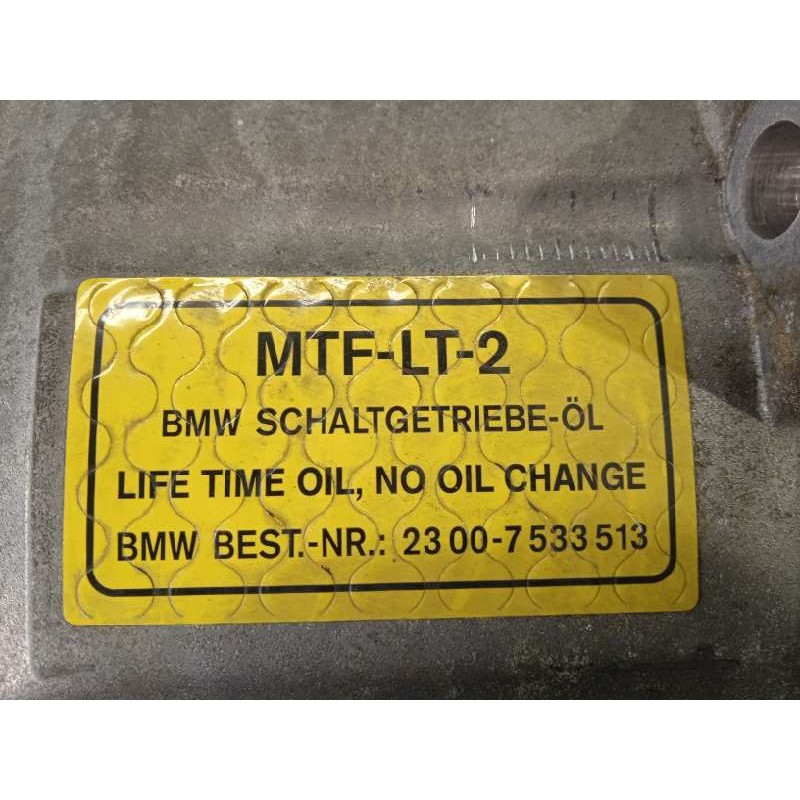 MTF-LT-2
BMW SCHALTGETRIEBE-ÖL
LIFE TIME OIL, NO OIL CHANGE
BMW BEST.-NR.: 23 00-7 533 513